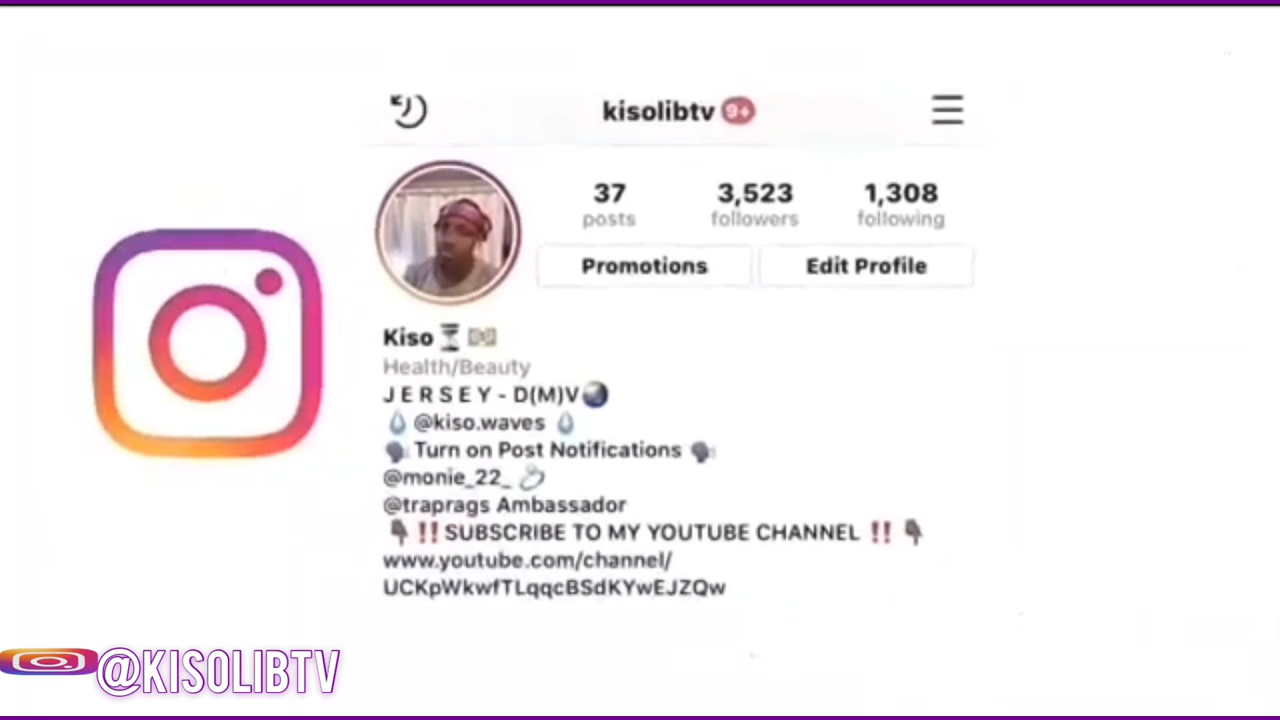 kisolibtv 9+
37 3,523 1,308
posts followers following
Promotions Edit Profile
Kiso
Health/Beauty
J E R S E Y - D(M)V
@kiso.waves
Turn on Post Notifications
@monie_22_
@traprags Ambassador
‼️SUBSCRIBE TO MY YOUTUBE CHANNEL ‼️
www.youtube.com/channel/
UCKpWkwfTLqqcBSdKYwEJZQw
@KISOLIBTV